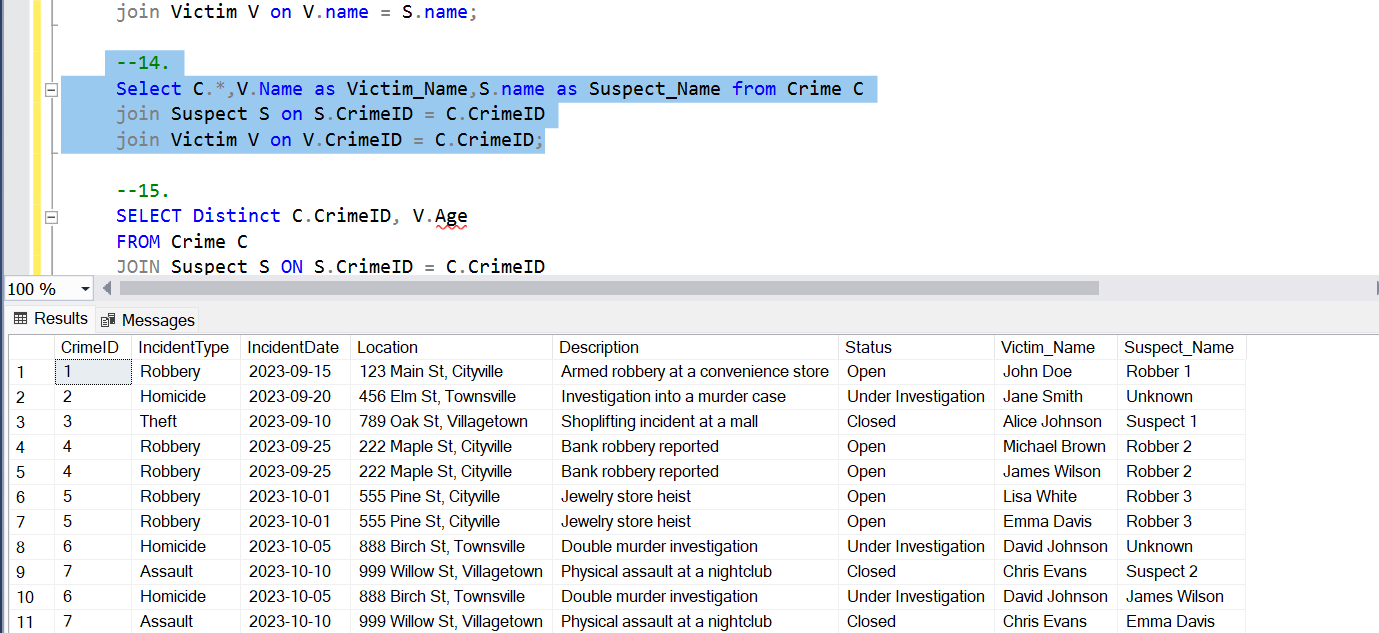 join Victim V on V.name = S.name;
--14.
Select C.*,V.Name as Victim_Name,S.name as Suspect_Name from Crime C
join Suspect S on S.CrimeID = C.CrimeID
join Victim V on V.CrimeID = C.CrimeID;
--15.
SELECT Distinct C.CrimeID, V.Age
FROM Crime C
JOIN Suspect S ON S.CrimeID = C.CrimeID
100 %
Results Messages
CrimeID IncidentType IncidentDate Location Description Status Victim_Name Suspect_Name
1 1 Robbery 2023-09-15 123 Main St, Cityville Armed robbery at a convenience store Open John Doe Robber 1
2 2 Homicide 2023-09-20 456 Elm St, Townsville Investigation into a murder case Under Investigation Jane Smith Unknown
3 3 Theft 2023-09-10 789 Oak St, Villagetown Shoplifting incident at a mall Closed Alice Johnson Suspect 1
4 4 Robbery 2023-09-25 222 Maple St, Cityville Bank robbery reported Open Michael Brown Robber 2
5 4 Robbery 2023-09-25 222 Maple St, Cityville Bank robbery reported Open James Wilson Robber 2
6 5 Robbery 2023-10-01 555 Pine St, Cityville Jewelry store heist Open Lisa White Robber 3
7 5 Robbery 2023-10-01 555 Pine St, Cityville Jewelry store heist Open Emma Davis Robber 3
8 6 Homicide 2023-10-05 888 Birch St, Townsville Double murder investigation Under Investigation David Johnson Unknown
9 7 Assault 2023-10-10 999 Willow St, Villagetown Physical assault at a nightclub Closed Chris Evans Suspect 2
10 6 Homicide 2023-10-05 888 Birch St, Townsville Double murder investigation Under Investigation David Johnson James Wilson
11 7 Assault 2023-10-10 999 Willow St, Villagetown Physical assault at a nightclub Closed Chris Evans Emma Davis